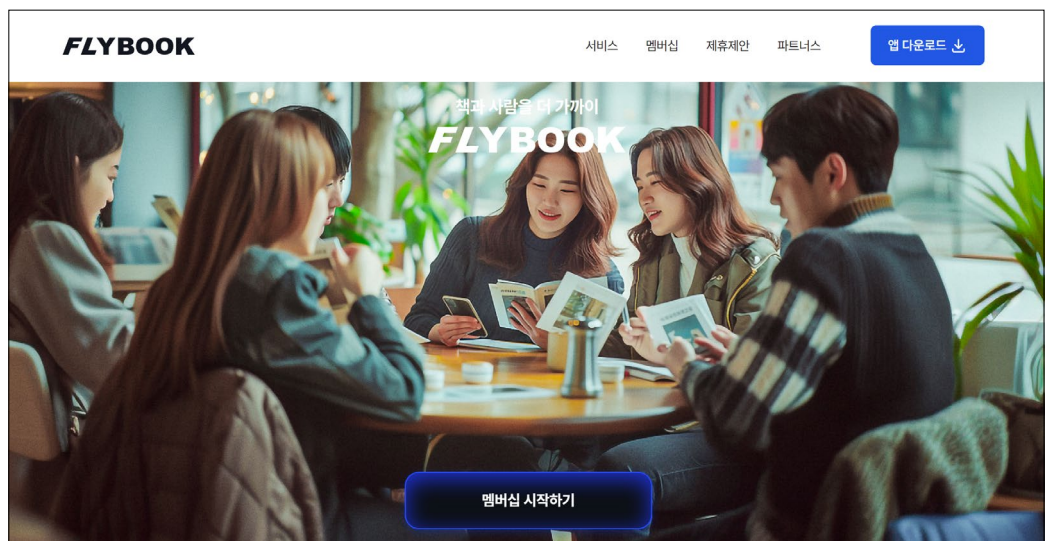 FLYBOOK
서비스
멤버십
제휴제안
파트너스
앱 다운로드
책과 사람을 더 가까이
FLYBOOK
멤버십 시작하기